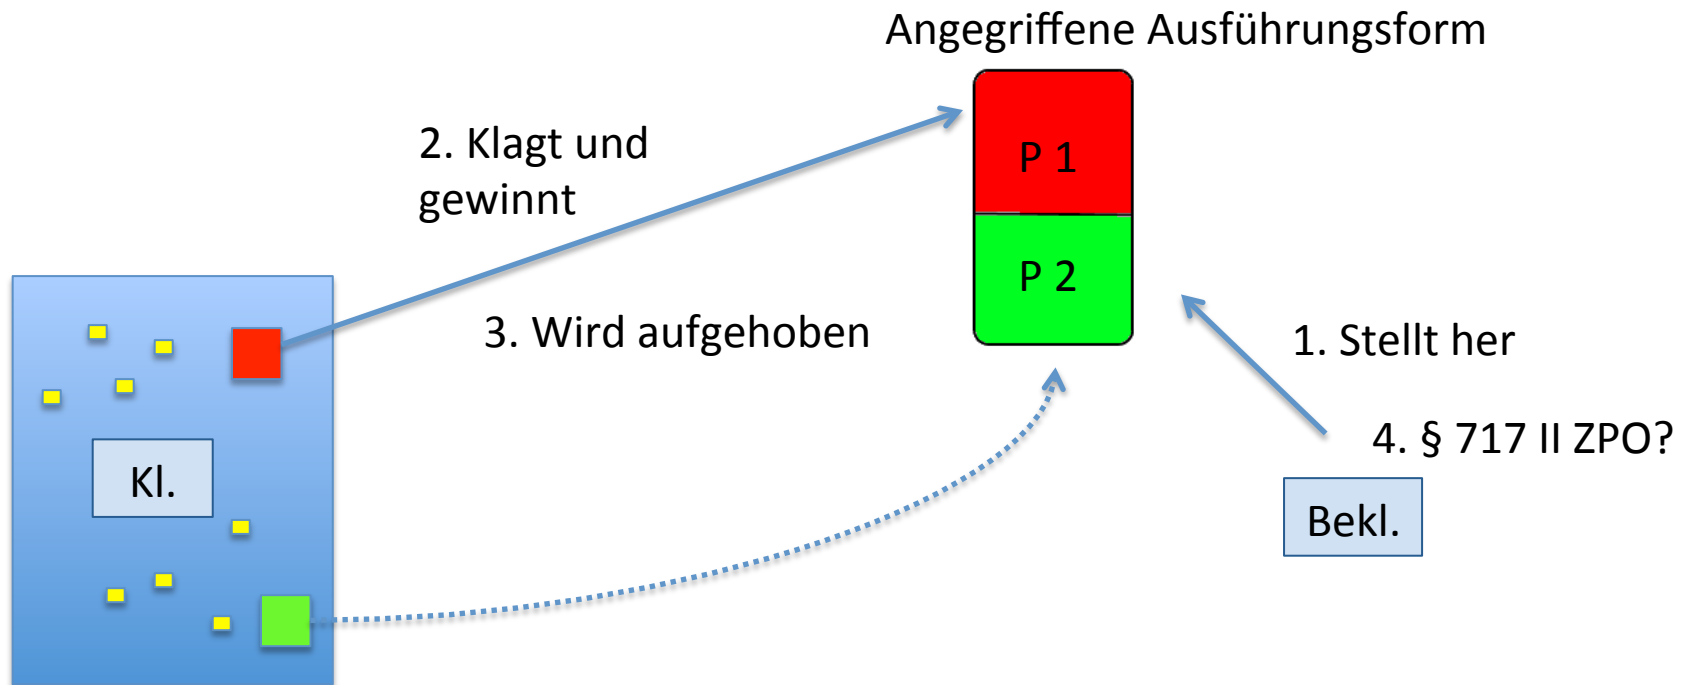 Angegriffene Ausführungsform
2. Klagt und
gewinnt
P 1
P 2
3. Wird aufgehoben
1. Stellt her
4. § 717 II ZPO?
Kl.
Bekl.